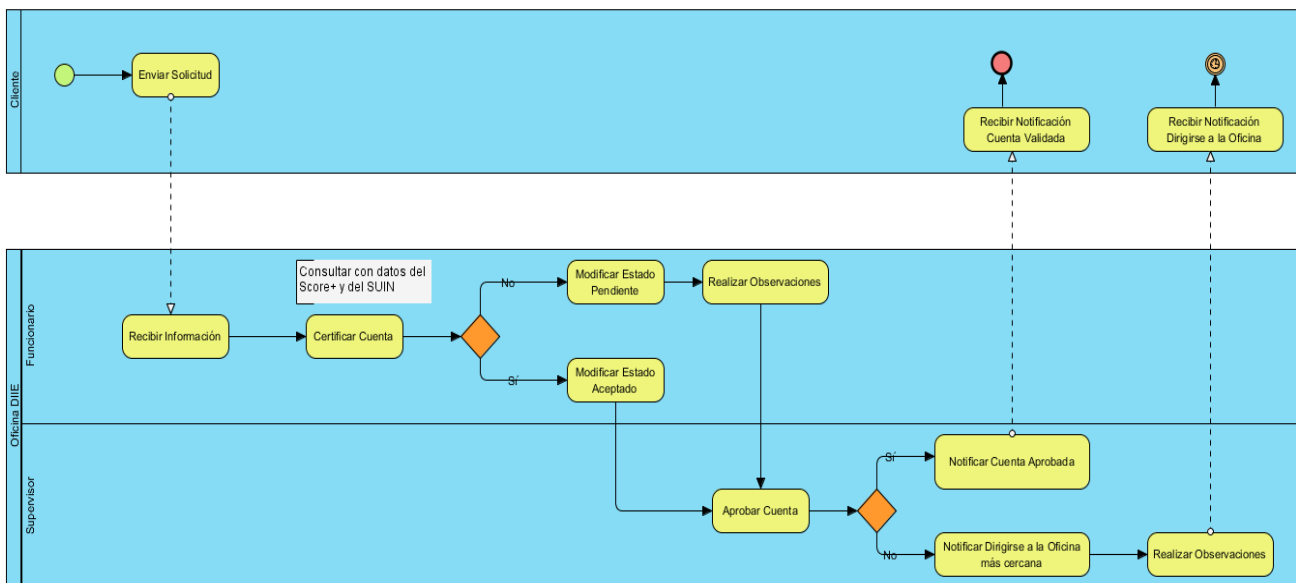 Cliente
Enviar Solicitud
Recibir Notificación
Cuenta Validada
Recibir Notificación
Dirigirse a la Oficina
Oficina DIIE
Funcionario
Consultar con datos del
Score+ y del SUIN
Recibir Información
Certificar Cuenta
No
Modificar Estado
Pendiente
Realizar Observaciones
Sí
Modificar Estado
Aceptado
Supervisor
Aprobar Cuenta
Sí
Notificar Cuenta Aprobada
No
Notificar Dirigirse a la Oficina
más cercana
Realizar Observaciones